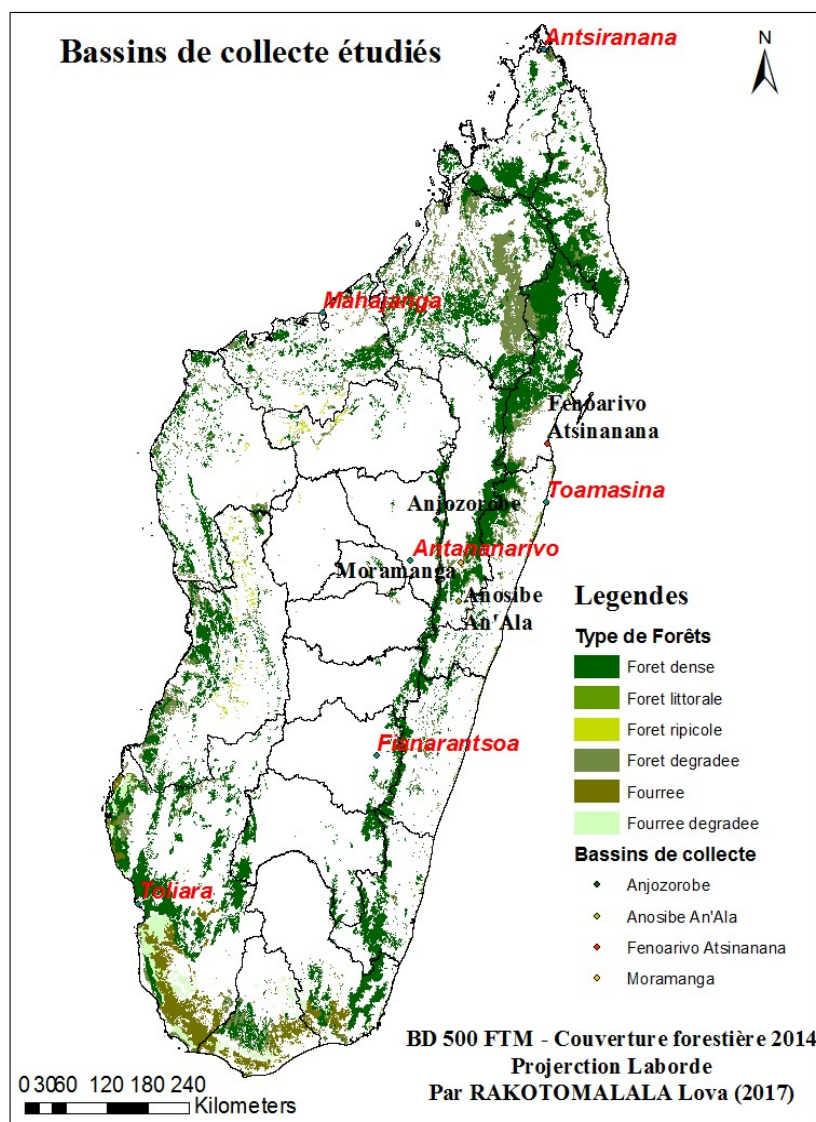 Bassins de collecte étudiés
Antsiranana
N
Mahajanga
Fenoarivo
Atsinanana
Toamasina
Anjozorobe
Antananarivo
Moramanga
Anosibe
An'Ala
Fianarantsoa
Toliara
Legendes
Type de Forêts
Foret dense
Foret littorale
Foret ripicole
Foret degradee
Fourree
Fourree degradee
Bassins de collecte
Anjozorobe
Anosibe An'Ala
Fenoarivo Atsinanana
Moramanga
BD 500 FTM - Couverture forestière 2014
Projerction Laborde
Par RAKOTOMALALA Lova (2017)
0 30 60 120 180 240
Kilometers